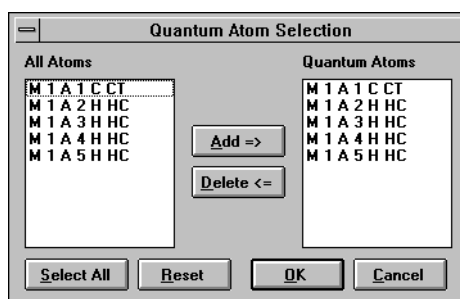 Quantum Atom Selection
All Atoms
M 1 A 1 C CT
M 1 A 2 H HC
M 1 A 3 H HC
M 1 A 4 H HC
M 1 A 5 H HC
Add =>
Delete <=
Quantum Atoms
M 1 A 1 C CT
M 1 A 2 H HC
M 1 A 3 H HC
M 1 A 4 H HC
M 1 A 5 H HC
Select All
Reset
OK
Cancel